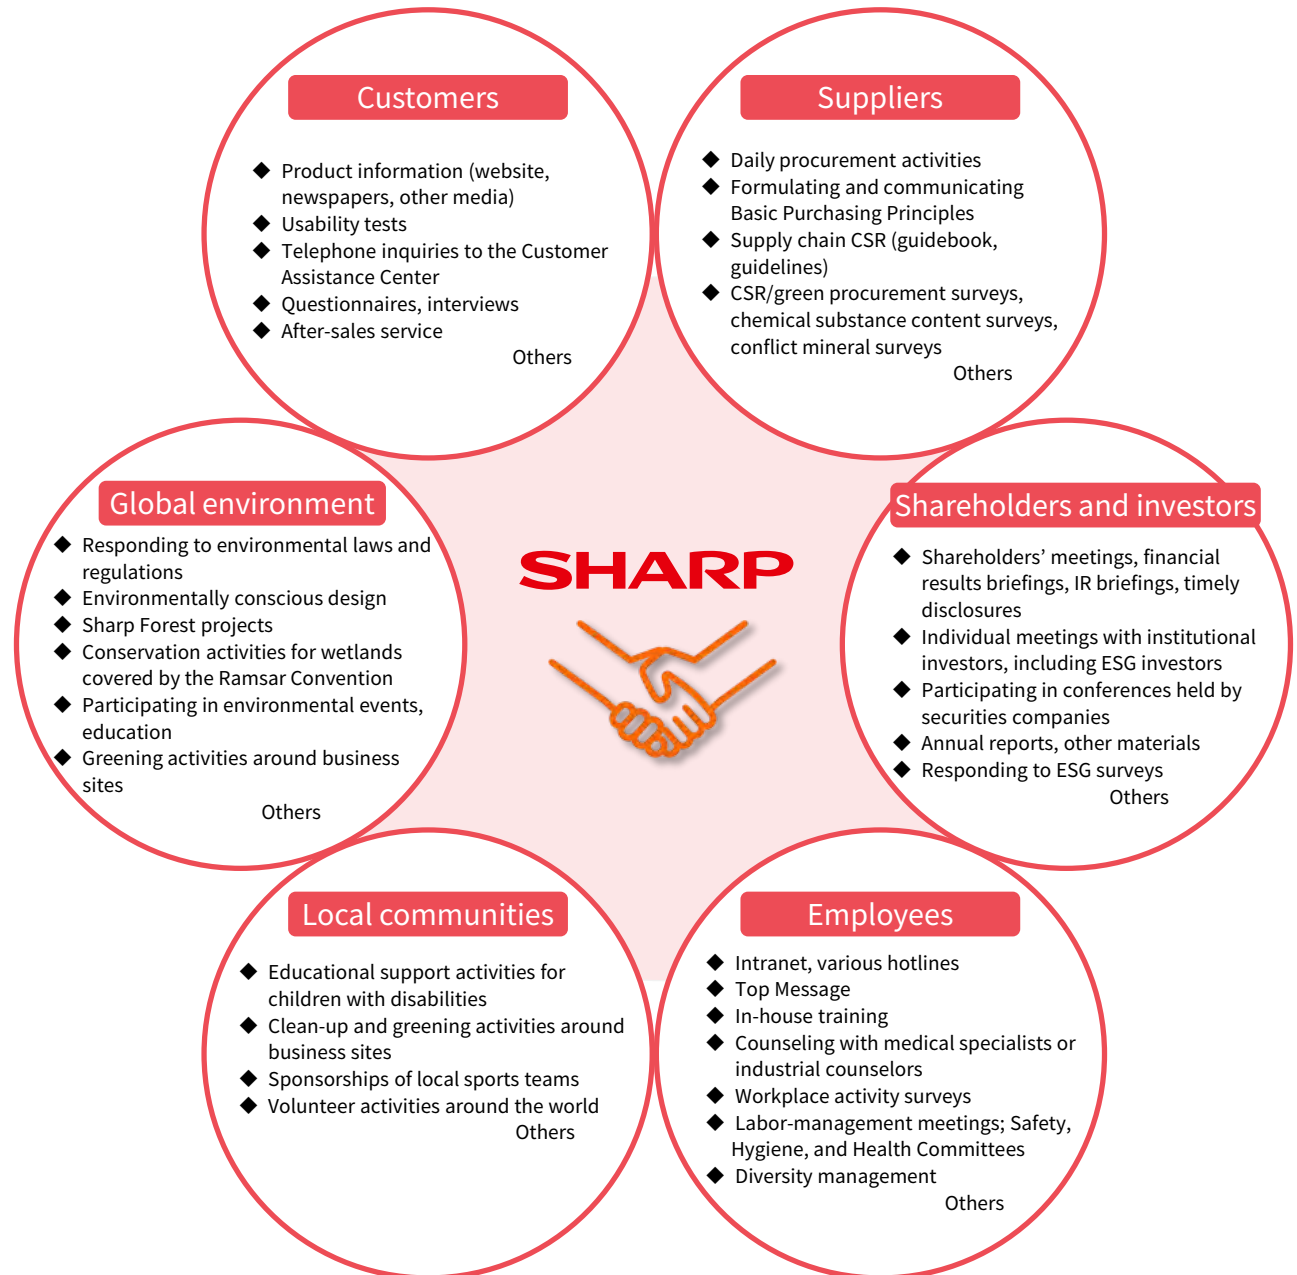 Customers
◆ Product information (website,
newspapers, other media)
◆ Usability tests
◆ Telephone inquiries to the Customer
Assistance Center
◆ Questionnaires, interviews
◆ After-sales service
Others
Suppliers
◆ Daily procurement activities
◆ Formulating and communicating
Basic Purchasing Principles
◆ Supply chain CSR (guidebook,
guidelines)
◆ CSR/green procurement surveys,
chemical substance content surveys,
conflict mineral surveys
Others
Global environment
◆ Responding to environmental laws and
regulations
◆ Environmentally conscious design
◆ Sharp Forest projects
◆ Conservation activities for wetlands
covered by the Ramsar Convention
◆ Participating in environmental events,
education
◆ Greening activities around business
sites
Others
SHARP
Shareholders and investors
◆ Shareholders’ meetings, financial
results briefings, IR briefings, timely
disclosures
◆ Individual meetings with institutional
investors, including ESG investors
◆ Participating in conferences held by
securities companies
◆ Annual reports, other materials
◆ Responding to ESG surveys
Others
Local communities
◆ Educational support activities for
children with disabilities
◆ Clean-up and greening activities around
business sites
◆ Sponsorships of local sports teams
◆ Volunteer activities around the world
Others
Employees
◆ Intranet, various hotlines
◆ Top Message
◆ In-house training
◆ Counseling with medical specialists or
industrial counselors
◆ Workplace activity surveys
◆ Labor-management meetings; Safety,
Hygiene, and Health Committees
◆ Diversity management
Others